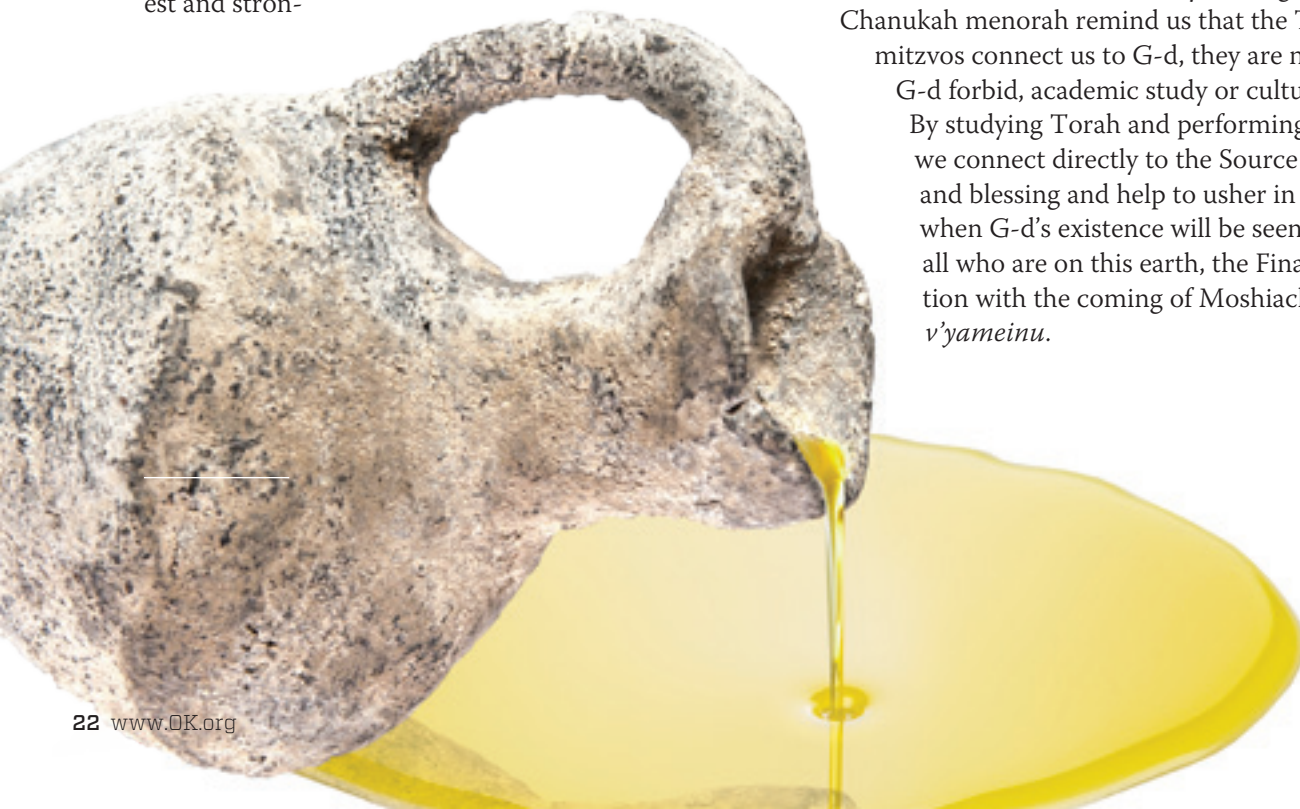 est and stron-
Chanukah menorah remind us that the
mitzvos connect us to G-d, they are
G-d forbid, academic study or
By studying Torah and performing
we connect directly to the Source
and blessing and help to usher in
when G-d’s existence will be seen
all who are on this earth, the
tion with the coming of
v’yameinu.
22 www.OK.org